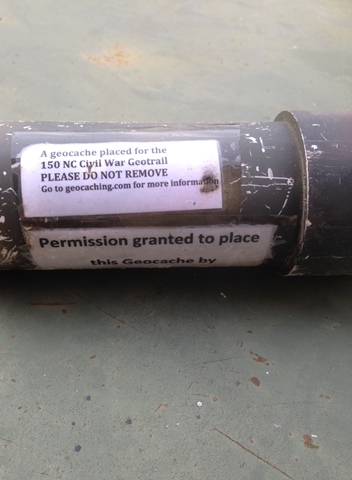 A geocache placed for the
150 NC Civil War Geotrail
PLEASE DO NOT REMOVE
Go to geocaching.com for more information
Permission granted to place
this Geocache by